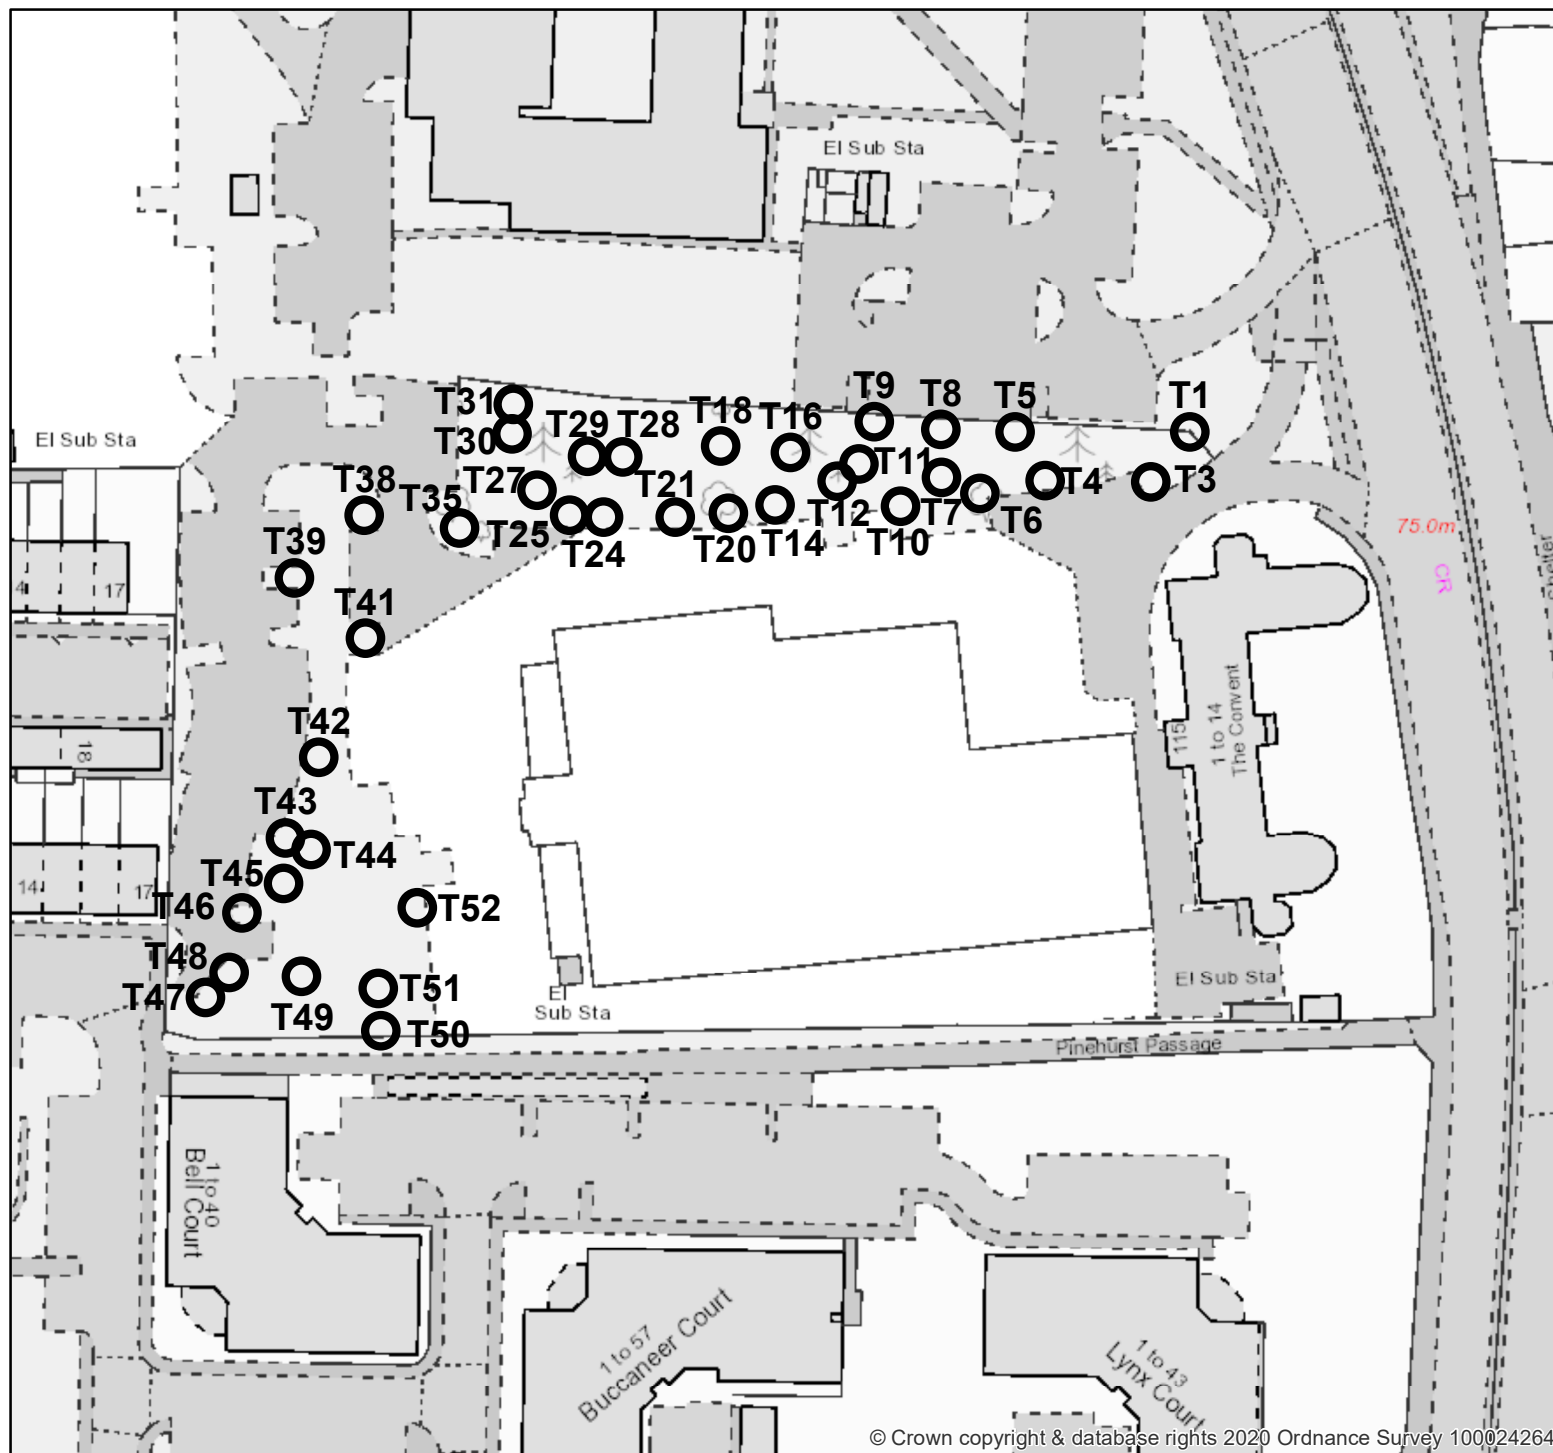 El Sub Sta
T31
T9
T8
T5
T1
T18
T16
T29
T28
El Sub Sta
T30
T11
T38
T35
T27
T21
T4
T3
T12
T7
T6
T25
T24
T20
T14
T10
75.0m
CR
Shelter
T39
4
17
T41
115
1 to 14
The Convent
T42
18
T43
T44
T45
14
17
T46
T52
T48
T47
T49
T51
El
Sub Sta
El Sub Sta
T50
Pinehurst Passage
1 to 40
Bell Court
1 to 57
Buccaneer Court
1 to 43
Lynx Court
© Crown copyright & database rights 2020 Ordnance Survey 100024264